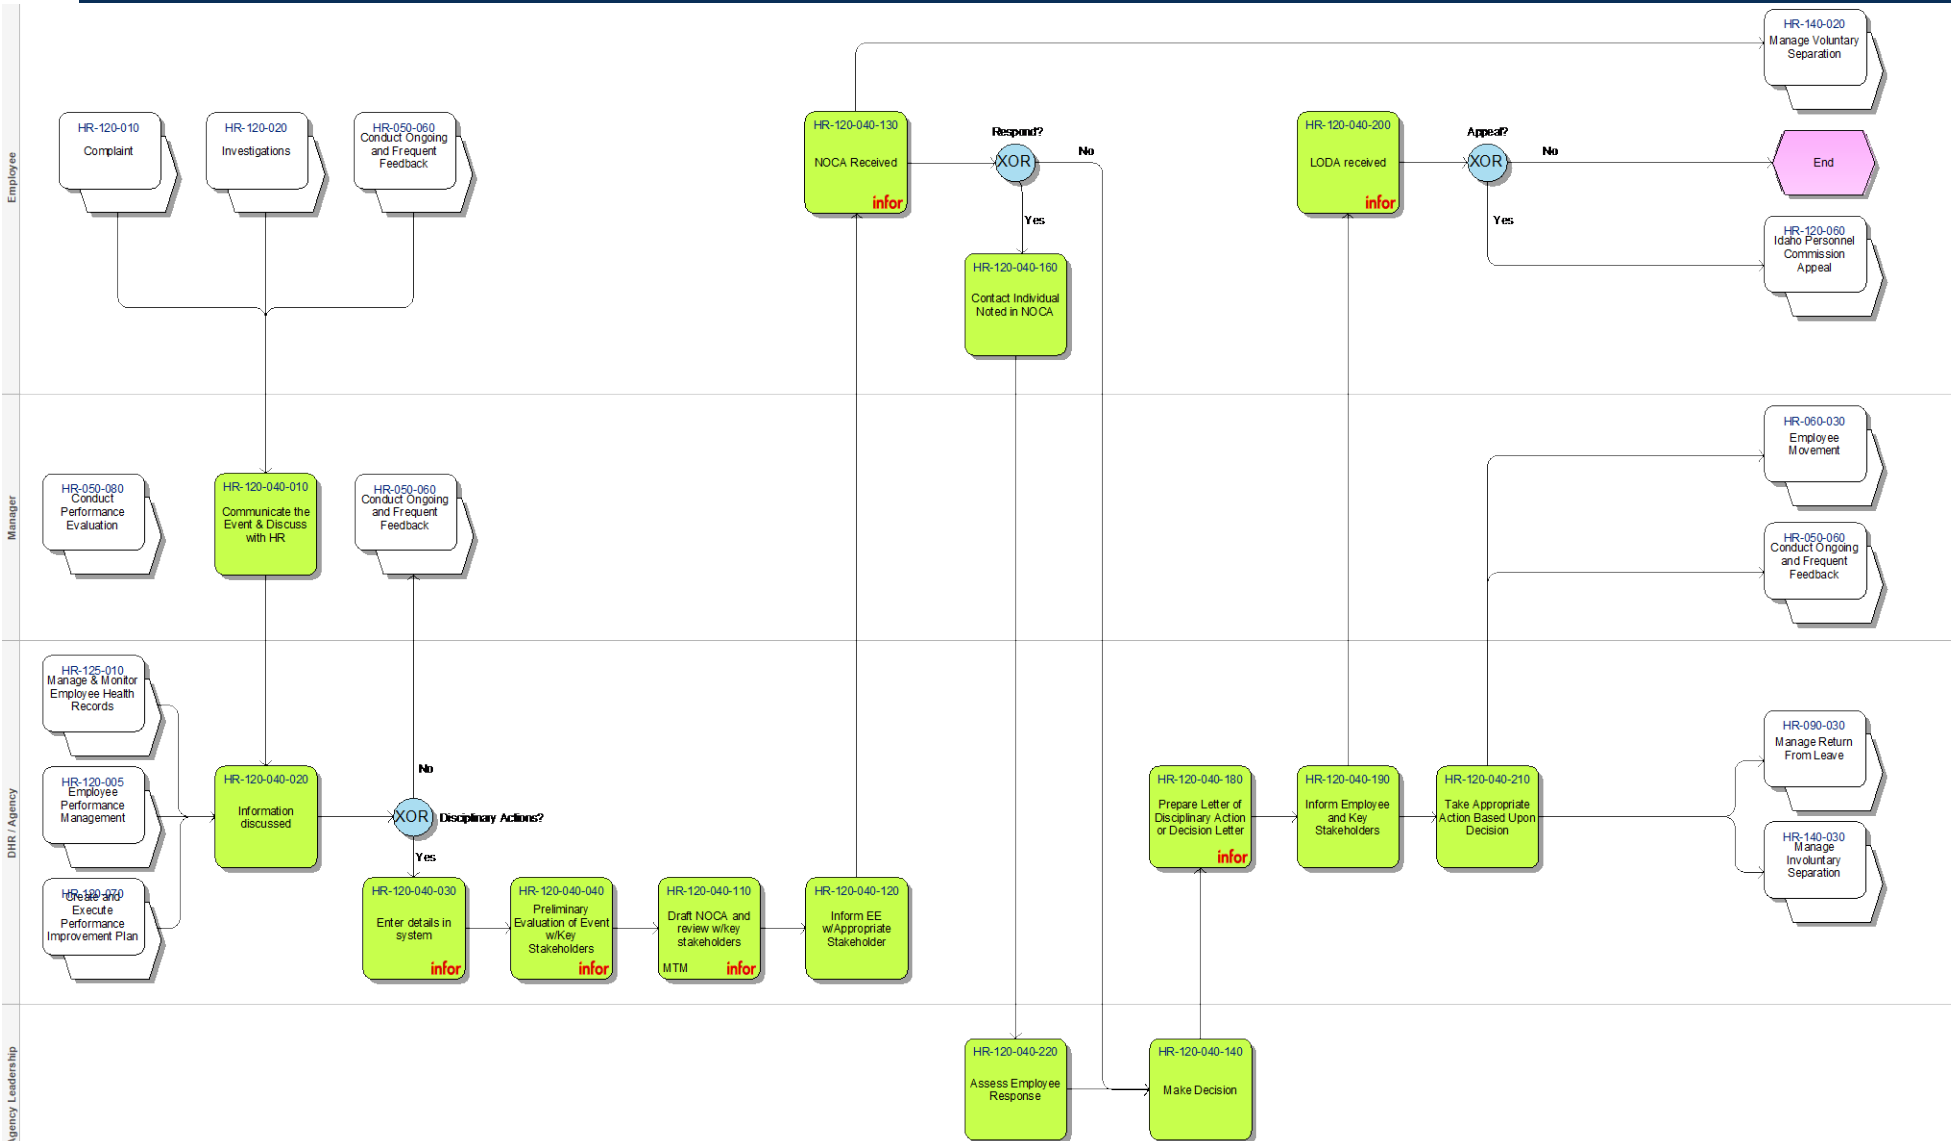 Employee
HR-120-010
Complaint
HR-120-020
Investigations
HR-050-060
Conduct Ongoing
and Frequent
Feedback
HR-120-040-130
NOCA Received
infor
Respond?
XOR
No
Yes
HR-120-040-160
Contact Individual
Noted in NOCA
HR-120-040-200
LODA received
infor
Appeal?
XOR
No
Yes
HR-140-020
Manage Voluntary
Separation
End
HR-120-060
Idaho Personnel
Commission
Appeal
Manager
HR-050-080
Conduct
Performance
Evaluation
HR-120-040-010
Communicate the
Event & Discuss
with HR
HR-050-060
Conduct Ongoing
and Frequent
Feedback
HR-060-030
Employee
Movement
HR-050-060
Conduct Ongoing
and Frequent
Feedback
DHR / Agency
HR-125-010
Manage & Monitor
Employee Health
Records
HR-120-005
Employee
Performance
Management
HR-120-070
Create and
Execute
Performance
Improvement Plan
HR-120-040-020
Information
discussed
No
XOR
Disciplinary Actions?
Yes
HR-120-040-030
Enter details in
system
infor
HR-120-040-040
Preliminary
Evaluation of Event
w/Key
Stakeholders
infor
HR-120-040-110
Draft NOCA and
review w/key
stakeholders
MTM
infor
HR-120-040-120
Inform EE
w/Appropriate
Stakeholder
HR-120-040-180
Prepare Letter of
Disciplinary Action
or Decision Letter
infor
HR-120-040-190
Inform Employee
and Key
Stakeholders
HR-120-040-210
Take Appropriate
Action Based Upon
Decision
HR-090-030
Manage Return
From Leave
HR-140-030
Manage
Involuntary
Separation
Agency Leadership
HR-120-040-220
Assess Employee
Response
HR-120-040-140
Make Decision